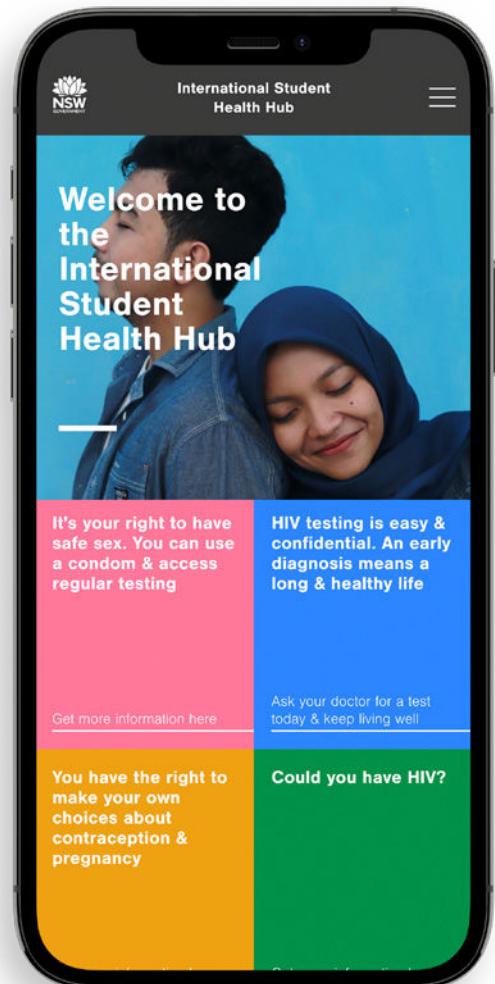 NSW
GOVERNMENT
International Student
Health Hub
Welcome to
the
International
Student
Health Hub
It's your right to have
safe sex. You can use
a condom & access
regular testing
Get more information here
HIV testing is easy &
confidential. An early
diagnosis means a
long & healthy life
Ask your doctor for a test
today & keep living well
You have the right to
make your own
choices about
contraception &
pregnancy
Could you have HIV?